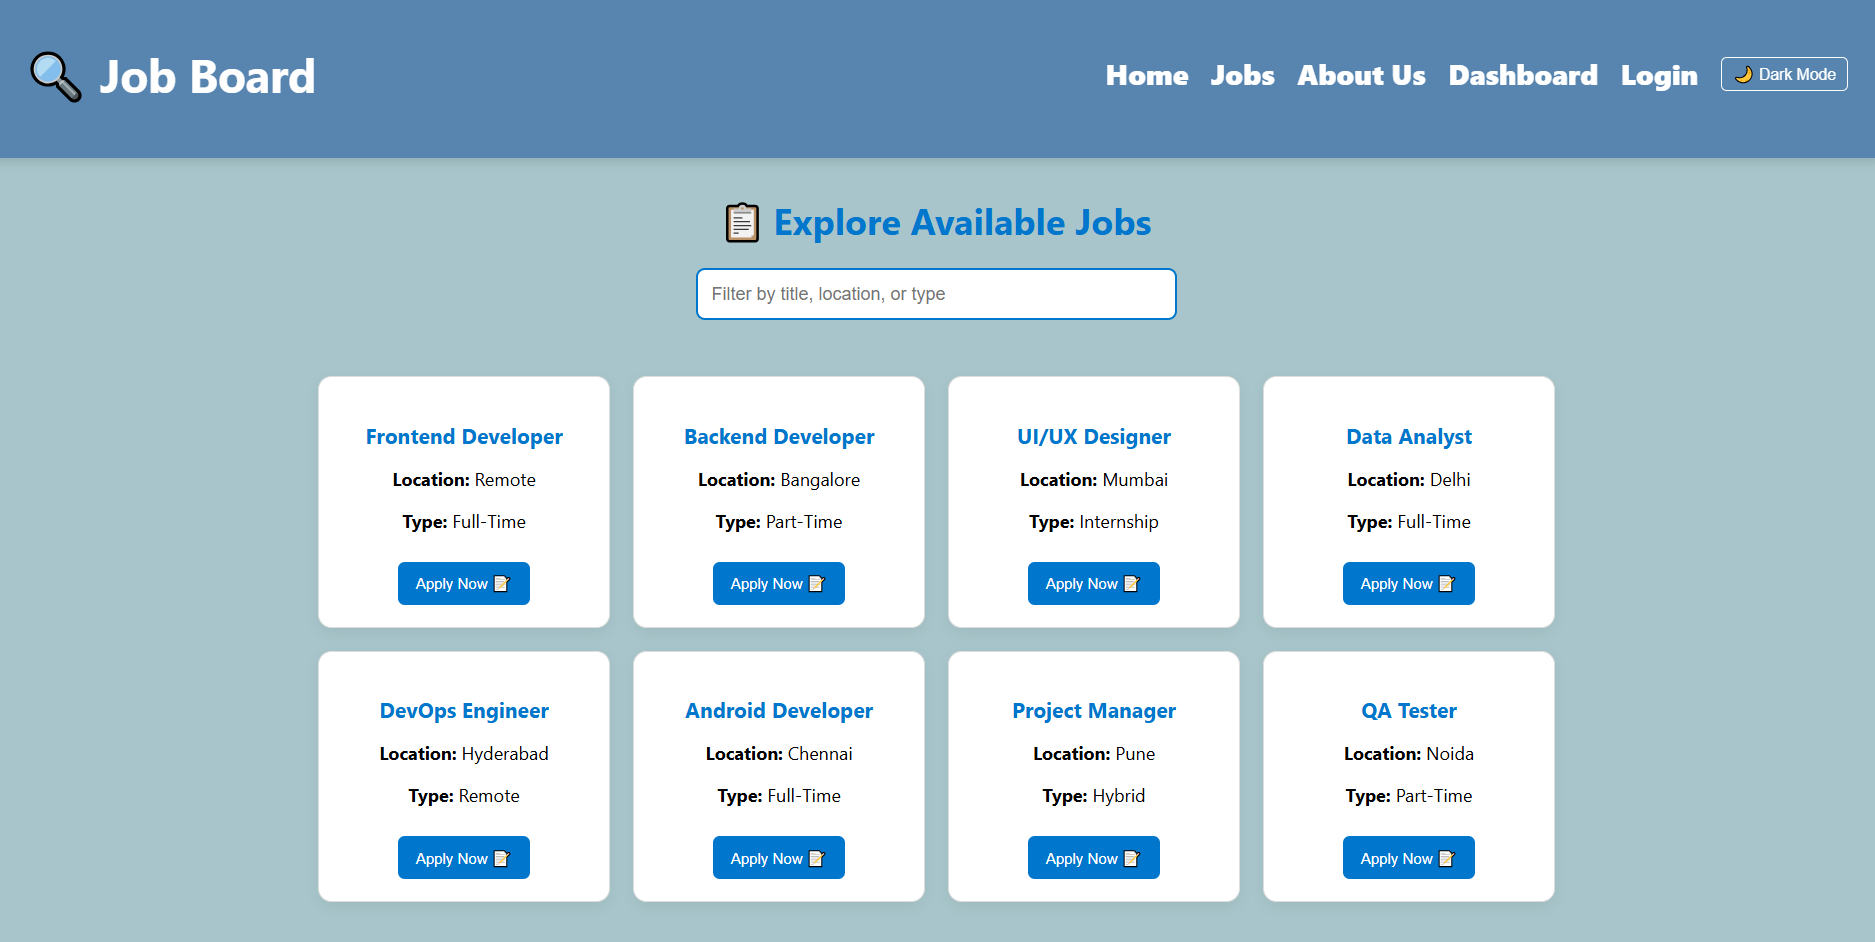 Job Board
Home Jobs About Us Dashboard Login Dark Mode
Explore Available Jobs
Filter by title, location, or type
Frontend Developer
Location: Remote
Type: Full-Time
Apply Now
Backend Developer
Location: Bangalore
Type: Part-Time
Apply Now
UI/UX Designer
Location: Mumbai
Type: Internship
Apply Now
Data Analyst
Location: Delhi
Type: Full-Time
Apply Now
DevOps Engineer
Location: Hyderabad
Type: Remote
Apply Now
Android Developer
Location: Chennai
Type: Full-Time
Apply Now
Project Manager
Location: Pune
Type: Hybrid
Apply Now
QA Tester
Location: Noida
Type: Part-Time
Apply Now